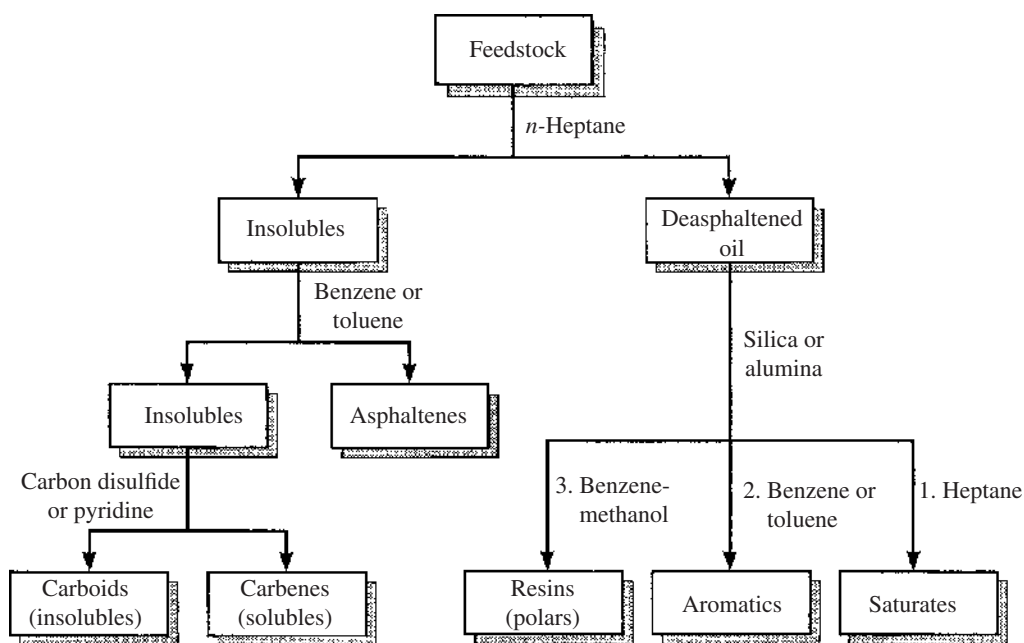 Feedstock
n-Heptane
Insolubles
Deasphaltened
oil
Benzene or
toluene
Silica or
alumina
Insolubles
Asphaltenes
Carbon disulfide
or pyridine
3. Benzene-
methanol
2. Benzene or
toluene
1. Heptane
Carboids
(insolubles)
Carbenes
(solubles)
Resins
(polars)
Aromatics
Saturates